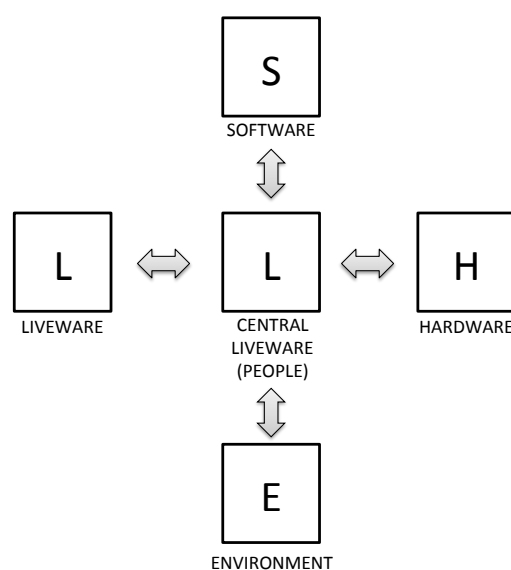 S
SOFTWARE
L
LIVEWARE
L
CENTRAL
LIVEWARE
(PEOPLE)
H
HARDWARE
E
ENVIRONMENT